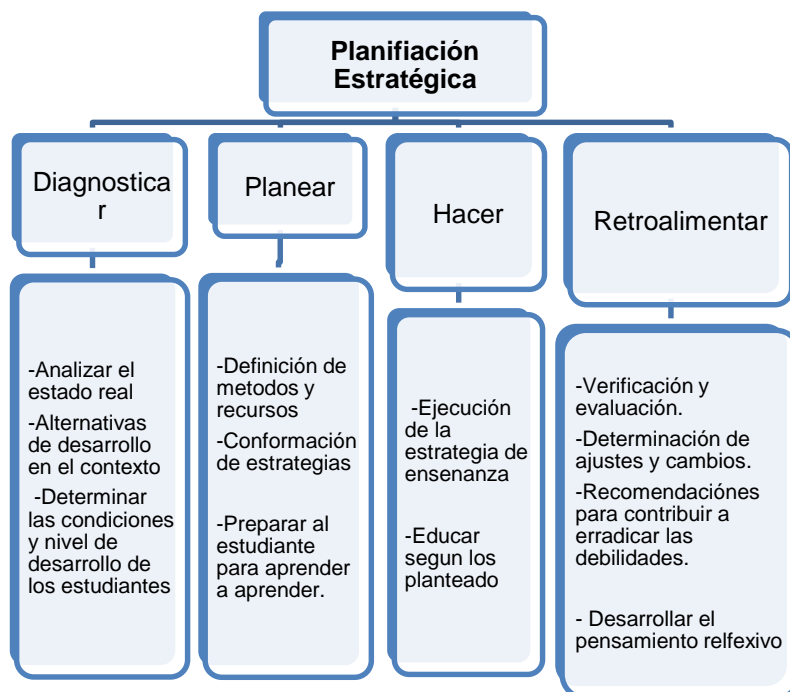 Planifiación
Estratégica
Diagnostica
r
Planear
Hacer
Retroalimentar
-Analizar el
estado real
-Alternativas
de desarrollo
en el contexto
-Determinar
las condiciones
y nivel de
desarrollo de
los estudiantes
-Definición de
metodos y
recursos
-Conformación
de estrategias
-Preparar al
estudiante
para aprender
a aprender.
-Ejecución
de la
estrategia de
ensenanza
-Educar
segun los
planteado
-Verificación y
evaluación.
-Determinación de
ajustes y cambios.
-Recomendaciónes
para contribuir a
erradicar las
debilidades.
- Desarrollar el
pensamiento relfexivo